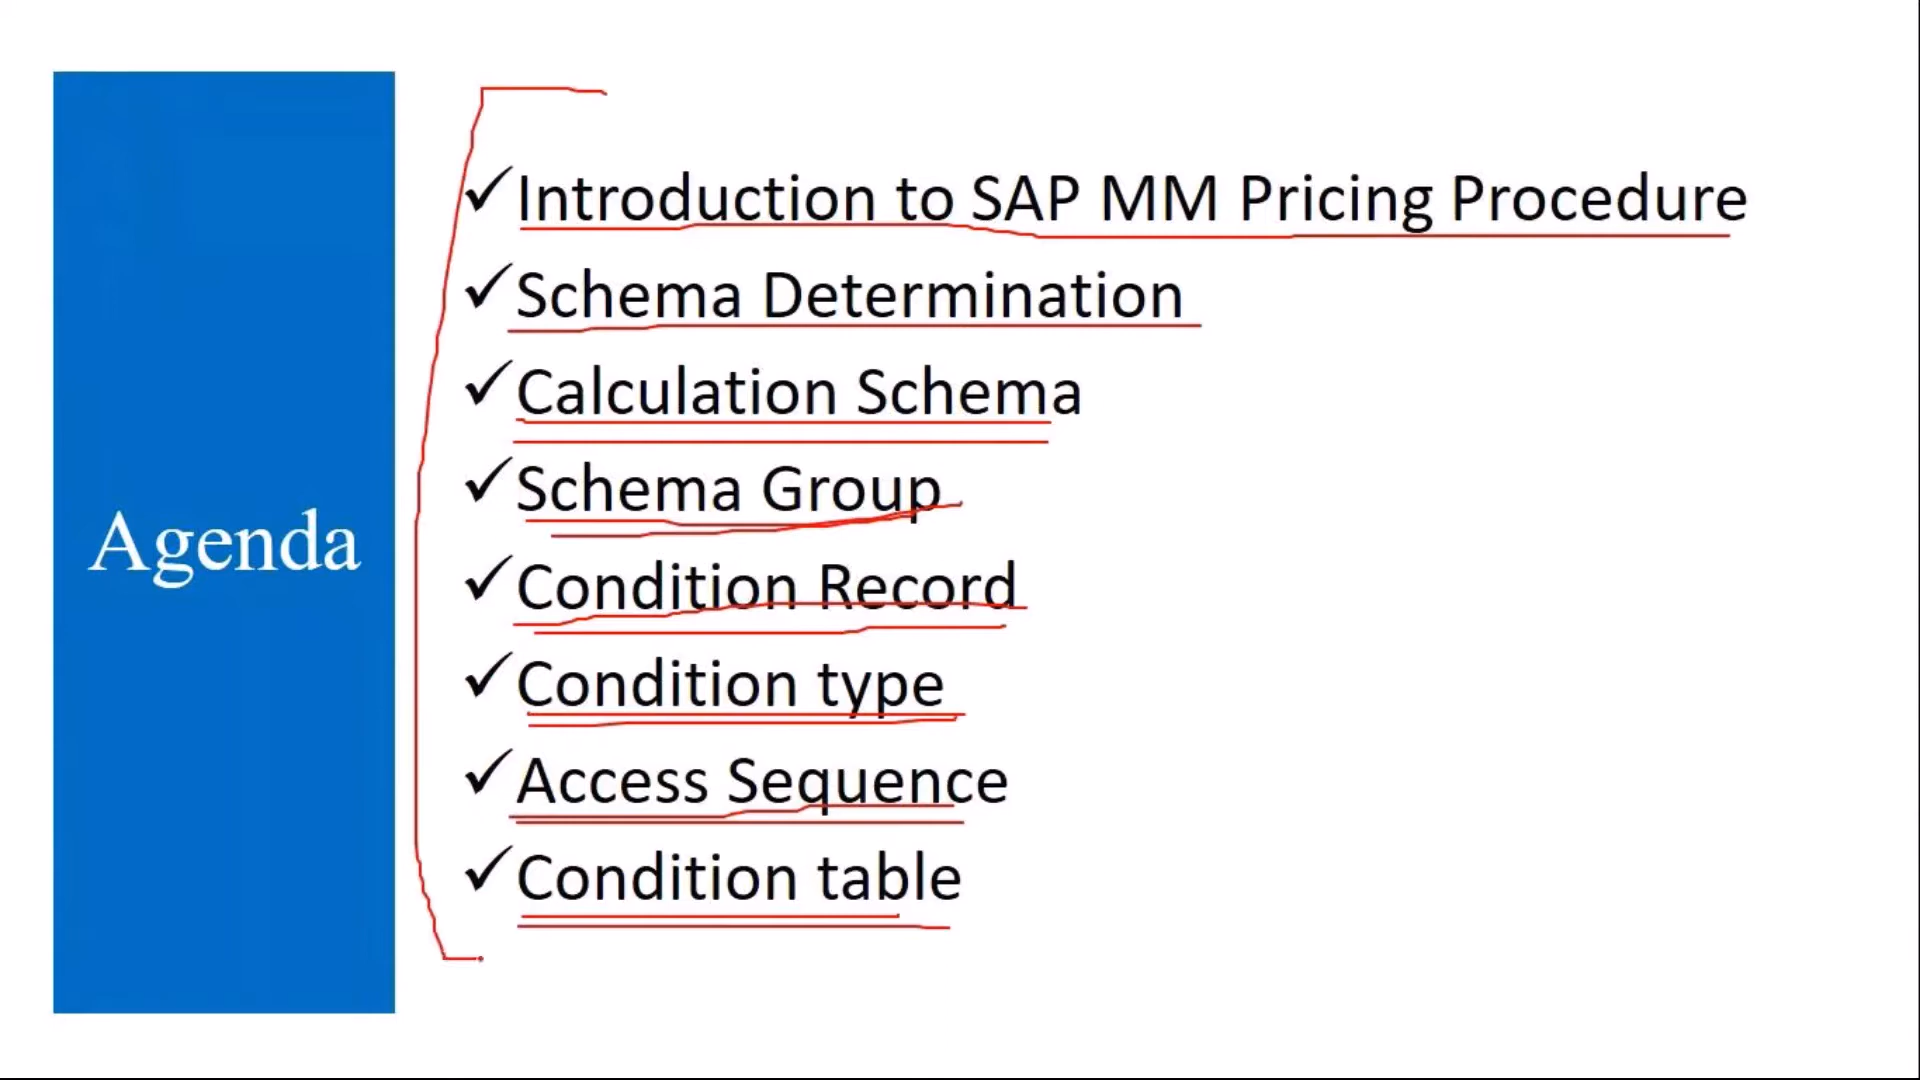 Agenda
✓Introduction to SAP MM Pricing Procedure
✓Schema Determination
✓Calculation Schema
✓Schema Group
✓Condition Record
✓Condition type
✓Access Sequence
✓Condition table